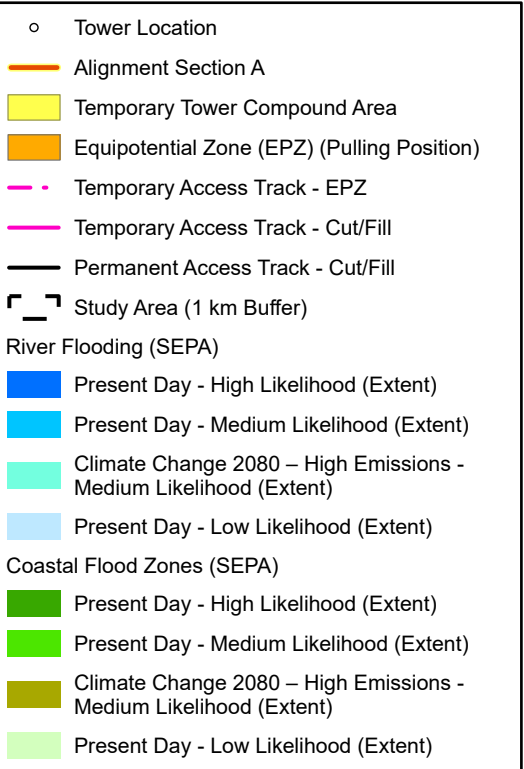 Tower Location
Alignment Section A
Temporary Tower Compound Area
Equipotential Zone (EPZ) (Pulling Position)
Temporary Access Track - EPZ
Temporary Access Track - Cut/Fill
Permanent Access Track - Cut/Fill
Study Area (1 km Buffer)
River Flooding (SEPA)
Present Day - High Likelihood (Extent)
Present Day - Medium Likelihood (Extent)
Climate Change 2080 – High Emissions -
Medium Likelihood (Extent)
Present Day - Low Likelihood (Extent)
Coastal Flood Zones (SEPA)
Present Day - High Likelihood (Extent)
Present Day - Medium Likelihood (Extent)
Climate Change 2080 – High Emissions -
Medium Likelihood (Extent)
Present Day - Low Likelihood (Extent)